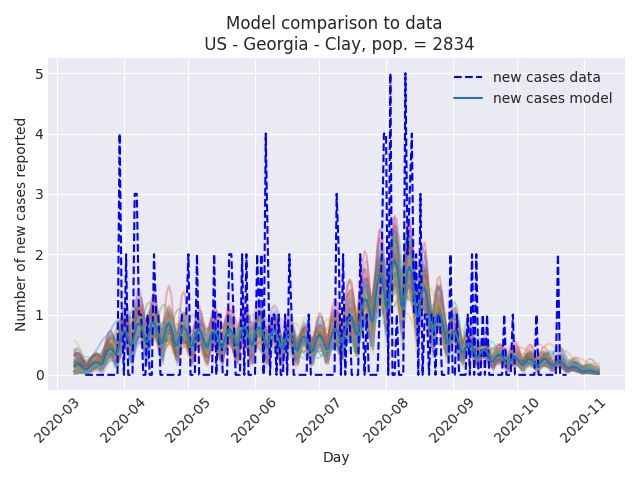 Model comparison to data
US - Georgia - Clay, pop. = 2834
new cases data
new cases model
Number of new cases reported
5
4
3
2
1
0
2020-03
2020-04
2020-05
2020-06
2020-07
2020-08
2020-09
2020-10
2020-11
Day